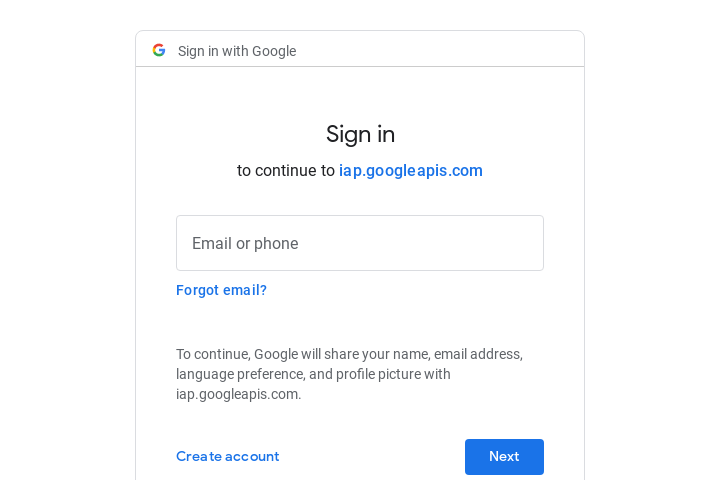 Sign in with Google
Sign in
to continue to iap.googleapis.com
Email or phone
Forgot email?
To continue, Google will share your name, email address,
language preference, and profile picture with
iap.googleapis.com.
Create account
Next